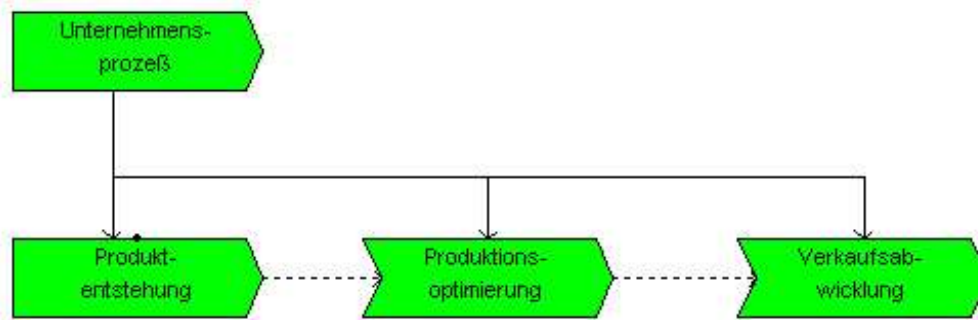 Unternehmens-
prozeß
Produkt-
entstehung
Produktions-
optimierung
Verkaufsab-
wicklung